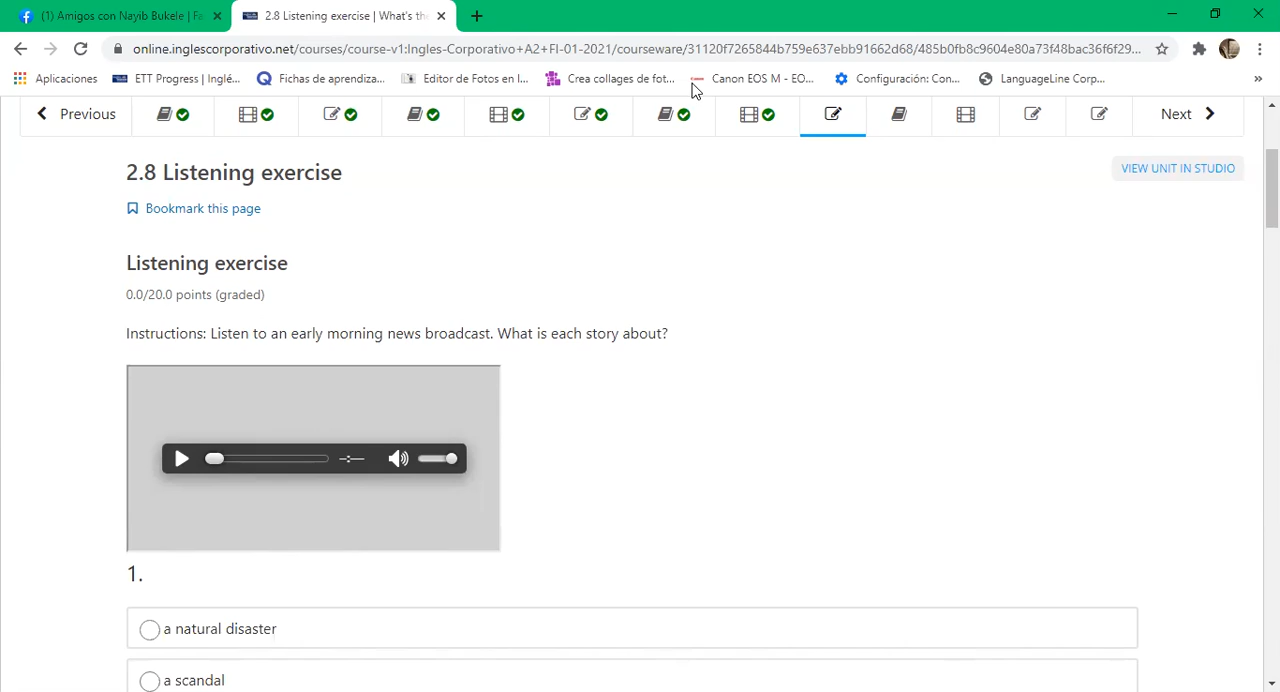 (1) Amigos con Nayib Bukele | Fa
2.8 Listening exercise | What's the
online.inglescorporativo.net/courses/course-v1:Ingles-Corporativo+A2+FI-01-2021/courseware/31120f7265844b759e637ebb91662d68/485b0fb8c9604e80a73f48bac36f6f29...
Aplicaciones
ETT Progress | Inglé...
Fichas de aprendiza...
Editor de Fotos en l...
Crea collages de fot...
Canon EOS M - EO...
Configuración: Con...
LanguageLine Corp...
»
Previous
Next
2.8 Listening exercise
VIEW UNIT IN STUDIO
Bookmark this page
Listening exercise
0.0/20.0 points (graded)
Instructions: Listen to an early morning news broadcast. What is each story about?
-:--
1.
a natural disaster
a scandal